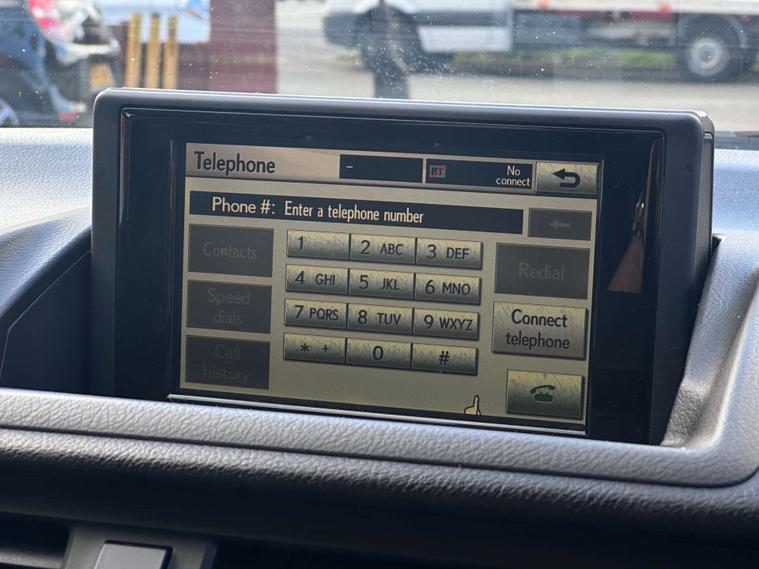 Telephone
BT No
connect
Phone #: Enter a telephone number
Contacts
1 2 ABC 3 DEF
Redial
4 GHI 5 JKL 6 MNO
Speed
dials
7 PQRS 8 TUV 9 WXYZ
Connect
telephone
Call
history
* + 0 #